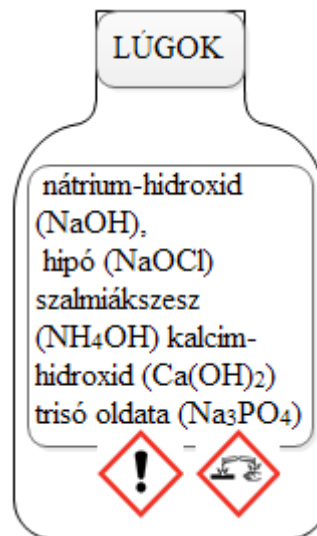 LÚGOK
nátrium-hidroxid
(NaOH),
hipó (NaOCl)
szalmiákszesz
(NH₄OH) kalcim-
hidroxid (Ca(OH)₂)
trisó oldata (Na₃PO₄)